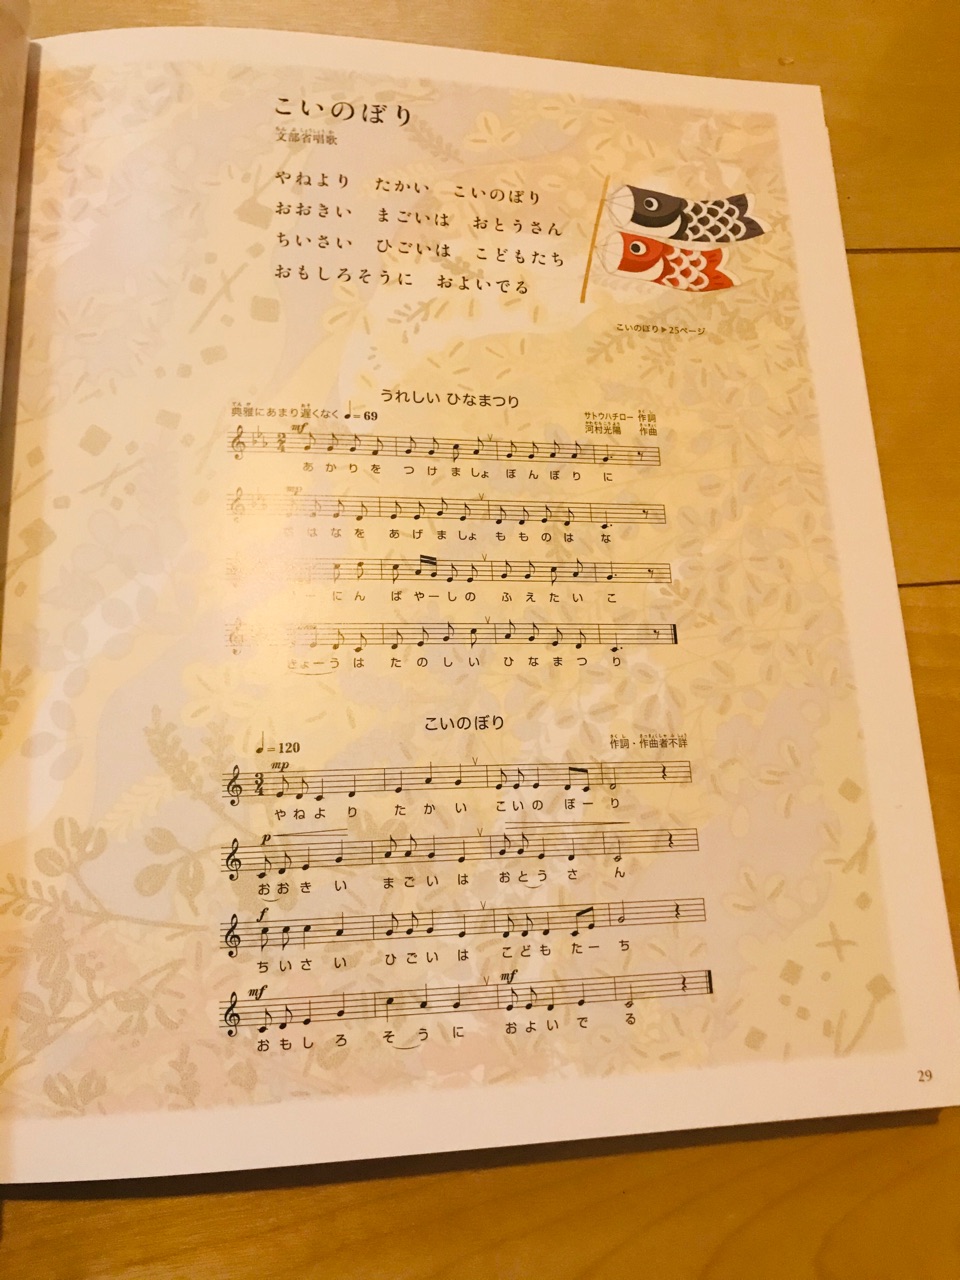 こいのぼり
文部省唱歌
やねより　たかい　こいのぼり
おおきい　まごいは　おとうさん
ちいさい　ひごいは　こどもたち
おもしろそうに　およいでる
こいのぼり▶25ページ
うれしい ひなまつり
典雅にあまり遅くなく ♩=69
サトウハチロー 作詞
河村光陽 作曲
mf
あかりを つけましょ ぼんぼりに
mp
はなを あげましょ もものはな
ーにん ばやーしの ふえたいこ
きょーうは たのしい ひなまつり
こいのぼり
♩=120
作詞・作曲者不詳
mp
やねより たかい こいの ぼーり
p
おおきい まごいは おとうさん
f
ちいさい ひごいは こども たーち
mf mf
おもしろ そうに およいでる
29